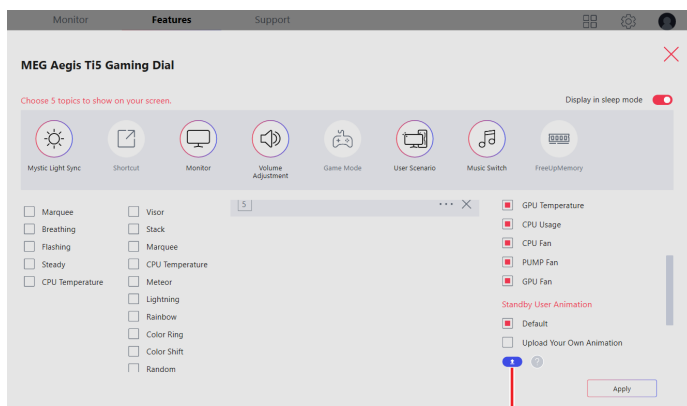 Monitor Features Support
MEG Aegis Ti5 Gaming Dial
Choose 5 topics to show on your screen.
Display in sleep mode
Mystic Light Sync
Shortcut
Monitor
Volume
Adjustment
Game Mode
User Scenario
Music Switch
FreeUpMemory
Marquee
Breathing
Flashing
Steady
CPU Temperature
Visor
Stack
Marquee
CPU Temperature
Meteor
Lightning
Rainbow
Color Ring
Color Shift
Random
5
GPU Temperature
CPU Usage
CPU Fan
PUMP Fan
GPU Fan
Standby User Animation
Default
Upload Your Own Animation
?
Apply